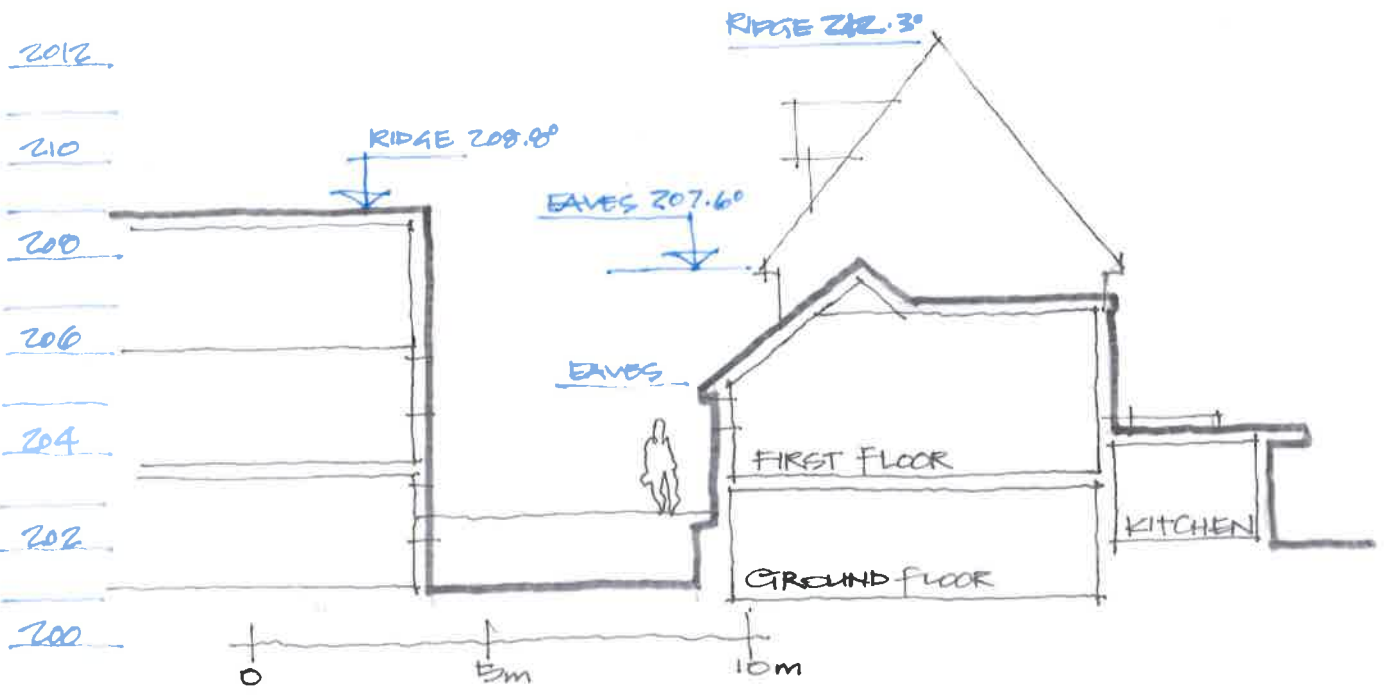 RIDGE 212.30
2012
RIDGE 208.80
210
EAVES 207.60
208
206
EAVES
204
FIRST FLOOR
202
KITCHEN
GROUND FLOOR
200
0
5m
10m